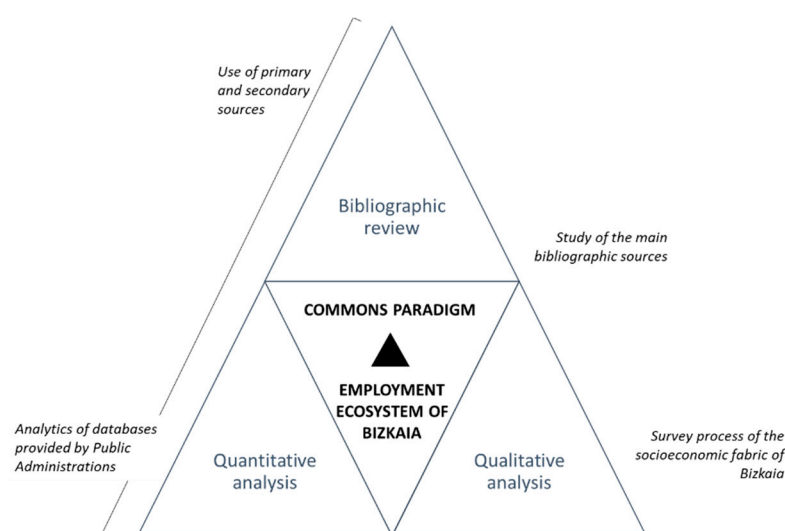 Use of primary
and secondary
sources
Bibliographic
review
Study of the main
bibliographic sources
COMMONS PARADIGM
EMPLOYMENT
ECOSYSTEM OF
BIZKAIA
Analytics of databases
provided by Public
Administrations
Quantitative
analysis
Qualitative
analysis
Survey process of the
socioeconomic fabric of
Bizkaia